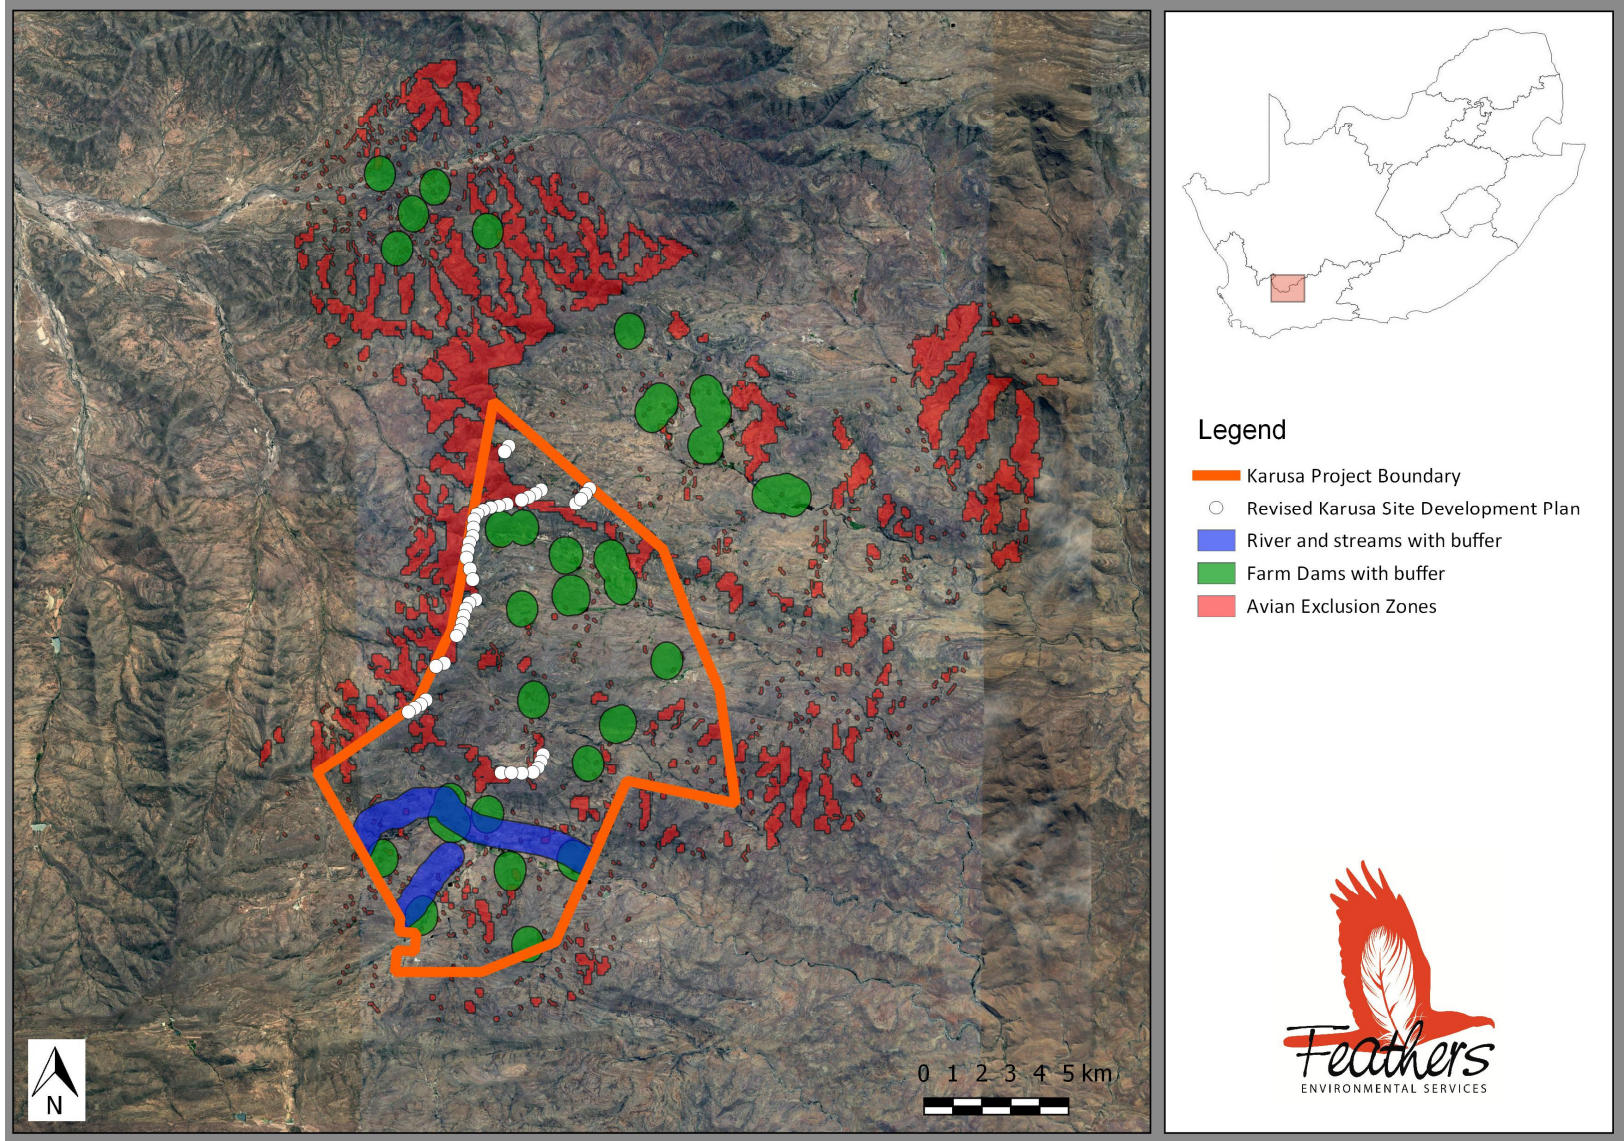 Legend
Karusa Project Boundary
Revised Karusa Site Development Plan
River and streams with buffer
Farm Dams with buffer
Avian Exclusion Zones
N
0 1 2 3 4 5 km
Feathers
ENVIRONMENTAL SERVICES